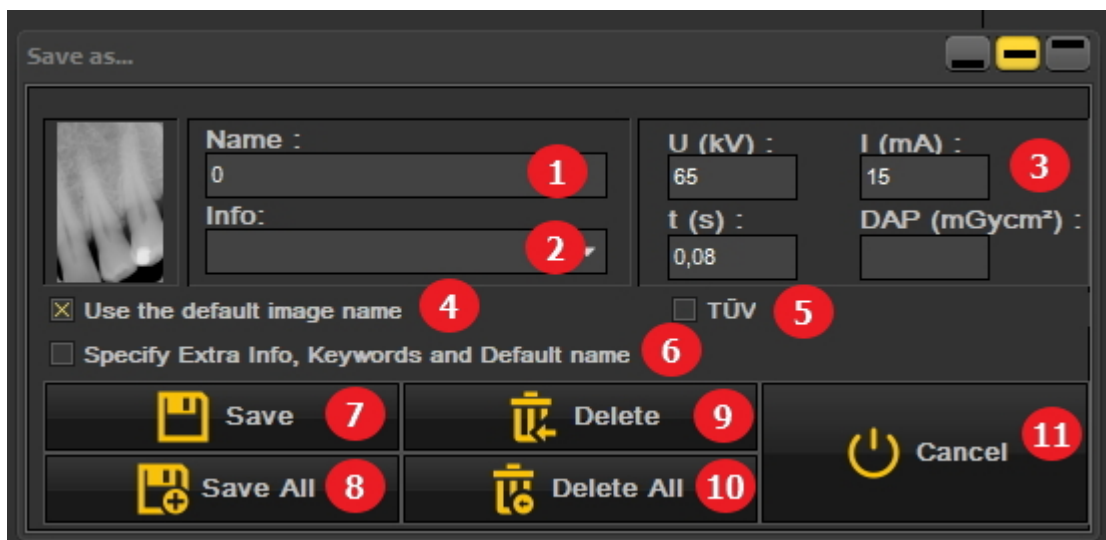 Save as...
Name :
0
1
Info:
2
U (kV) :
65
I (mA) :
15
3
t (s) :
0,08
DAP (mGycm²) :
Use the default image name
4
TŪV
5
Specify Extra Info, Keywords and Default name
6
Save
7
Delete
9
Cancel
11
Save All
8
Delete All
10